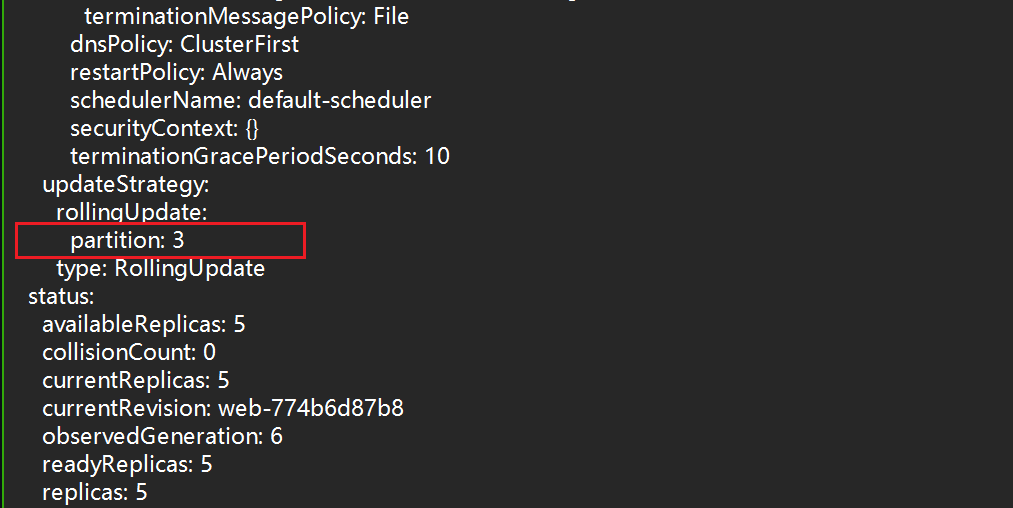 terminationMessagePolicy: File
dnsPolicy: ClusterFirst
restartPolicy: Always
schedulerName: default-scheduler
securityContext: {}
terminationGracePeriodSeconds: 10
updateStrategy:
rollingUpdate:
partition: 3
type: RollingUpdate
status:
availableReplicas: 5
collisionCount: 0
currentReplicas: 5
currentRevision: web-774b6d87b8
observedGeneration: 6
readyReplicas: 5
replicas: 5